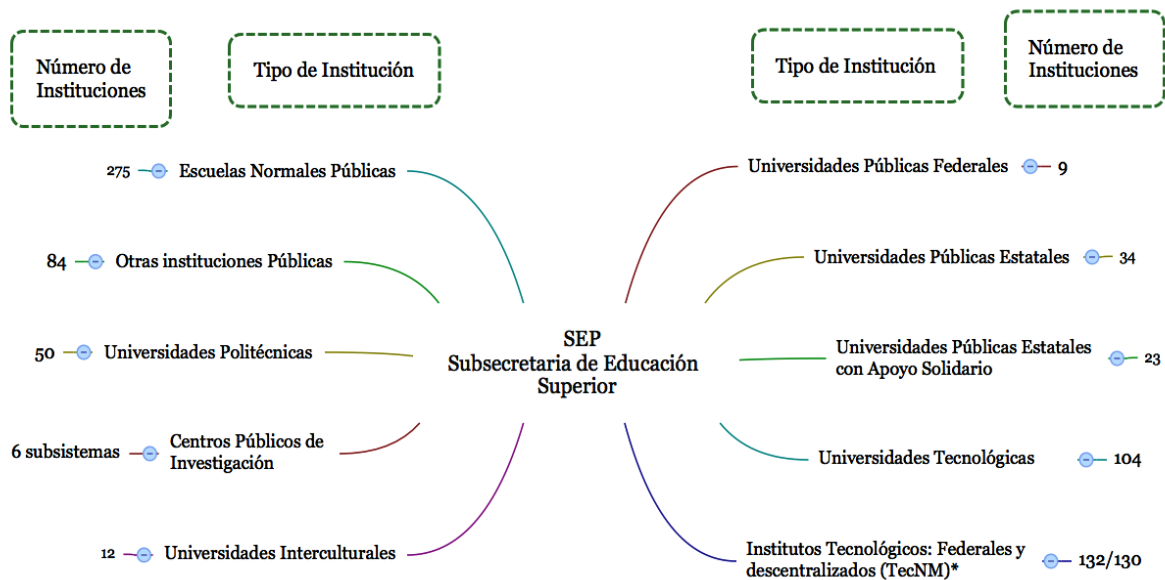 Número de
Instituciones
Tipo de Institución
Tipo de Institución
Número de
Instituciones
275
Escuelas Normales Públicas
84
Otras instituciones Públicas
50
Universidades Politécnicas
6 subsistemas
Centros Públicos de
Investigación
12
Universidades Interculturales
SEP
Subsecretaria de Educación
Superior
Universidades Públicas Federales
9
Universidades Públicas Estatales
34
Universidades Públicas Estatales
con Apoyo Solidario
23
Universidades Tecnológicas
104
Institutos Tecnológicos: Federales y
descentralizados (TecNM)*
132/130